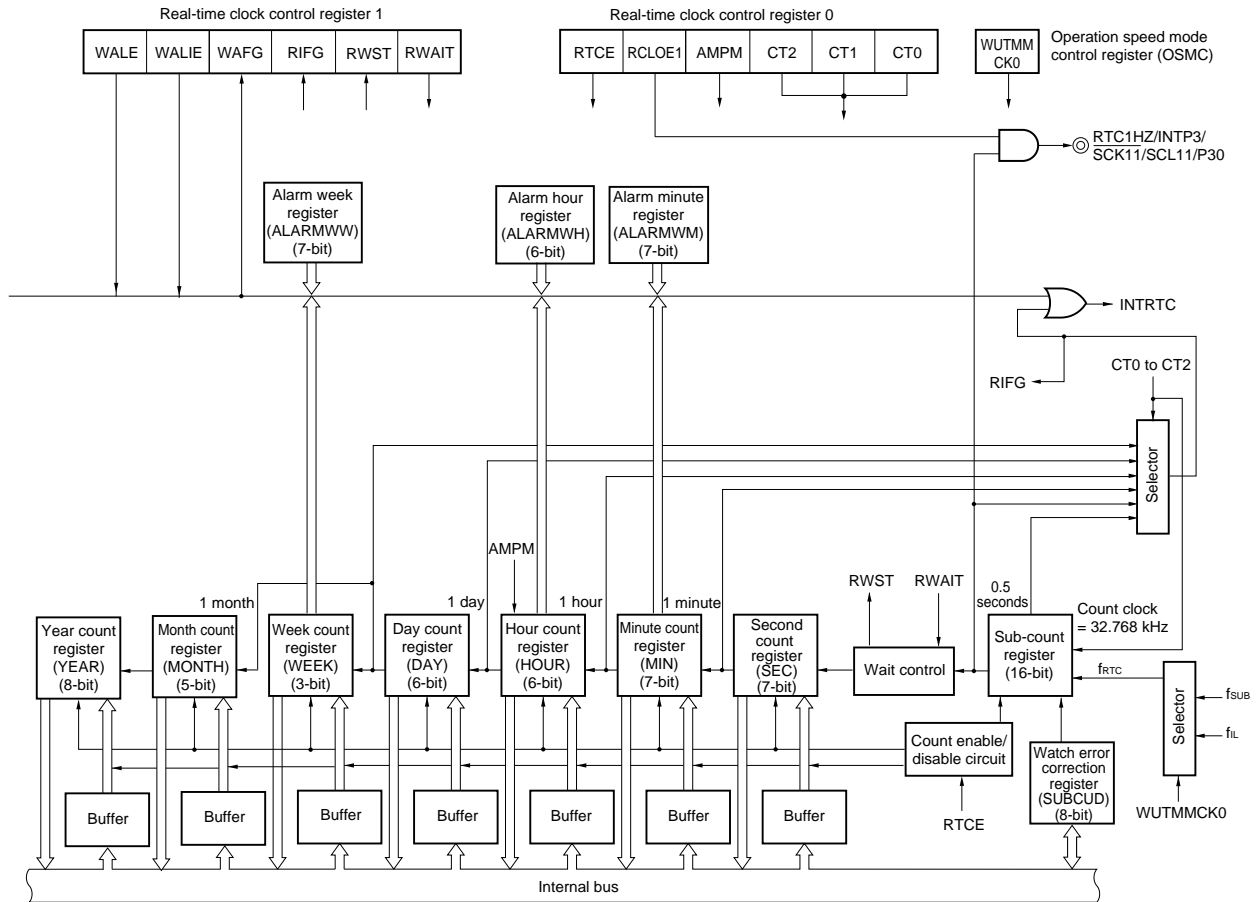 Real-time clock control register 1
Real-time clock control register 0
WALE WALIE WAFG RIFG RWST RWAIT
RTCE RCLOE1 AMPM CT2 CT1 CT0
WUTMM
CK0
Operation speed mode
control register (OSMC)
RTC1HZ/INTP3/
SCK11/SCL11/P30
Alarm week
register
(ALARMWW)
(7-bit)
Alarm hour
register
(ALARMWH)
(6-bit)
Alarm minute
register
(ALARMWM)
(7-bit)
INTRTC
RIFG
CT0 to CT2
Selector
AMPM
RWST
RWAIT
0.5
seconds
Count clock
= 32.768 kHz
1 month
1 day
1 hour
1 minute
Year count
register
(YEAR)
(8-bit)
Month count
register
(MONTH)
(5-bit)
Week count
register
(WEEK)
(3-bit)
Day count
register
(DAY)
(6-bit)
Hour count
register
(HOUR)
(6-bit)
Minute count
register
(MIN)
(7-bit)
Second
count
register
(SEC)
(7-bit)
Wait control
Sub-count
register
(16-bit)
fRTC
Selector
fSUB
fIL
WUTMMCK0
Count enable/
disable circuit
RTCE
Watch error
correction
register
(SUBCUD)
(8-bit)
Buffer Buffer Buffer Buffer Buffer Buffer Buffer
Internal bus